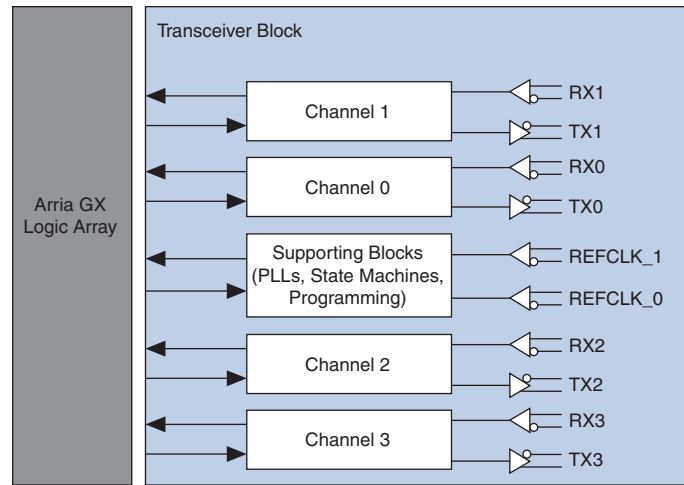 Transceiver Block
Arria GX
Logic Array
Channel 1
RX1
TX1
Channel 0
RX0
TX0
Supporting Blocks
(PLLs, State Machines,
Programming)
REFCLK_1
REFCLK_0
Channel 2
RX2
TX2
Channel 3
RX3
TX3